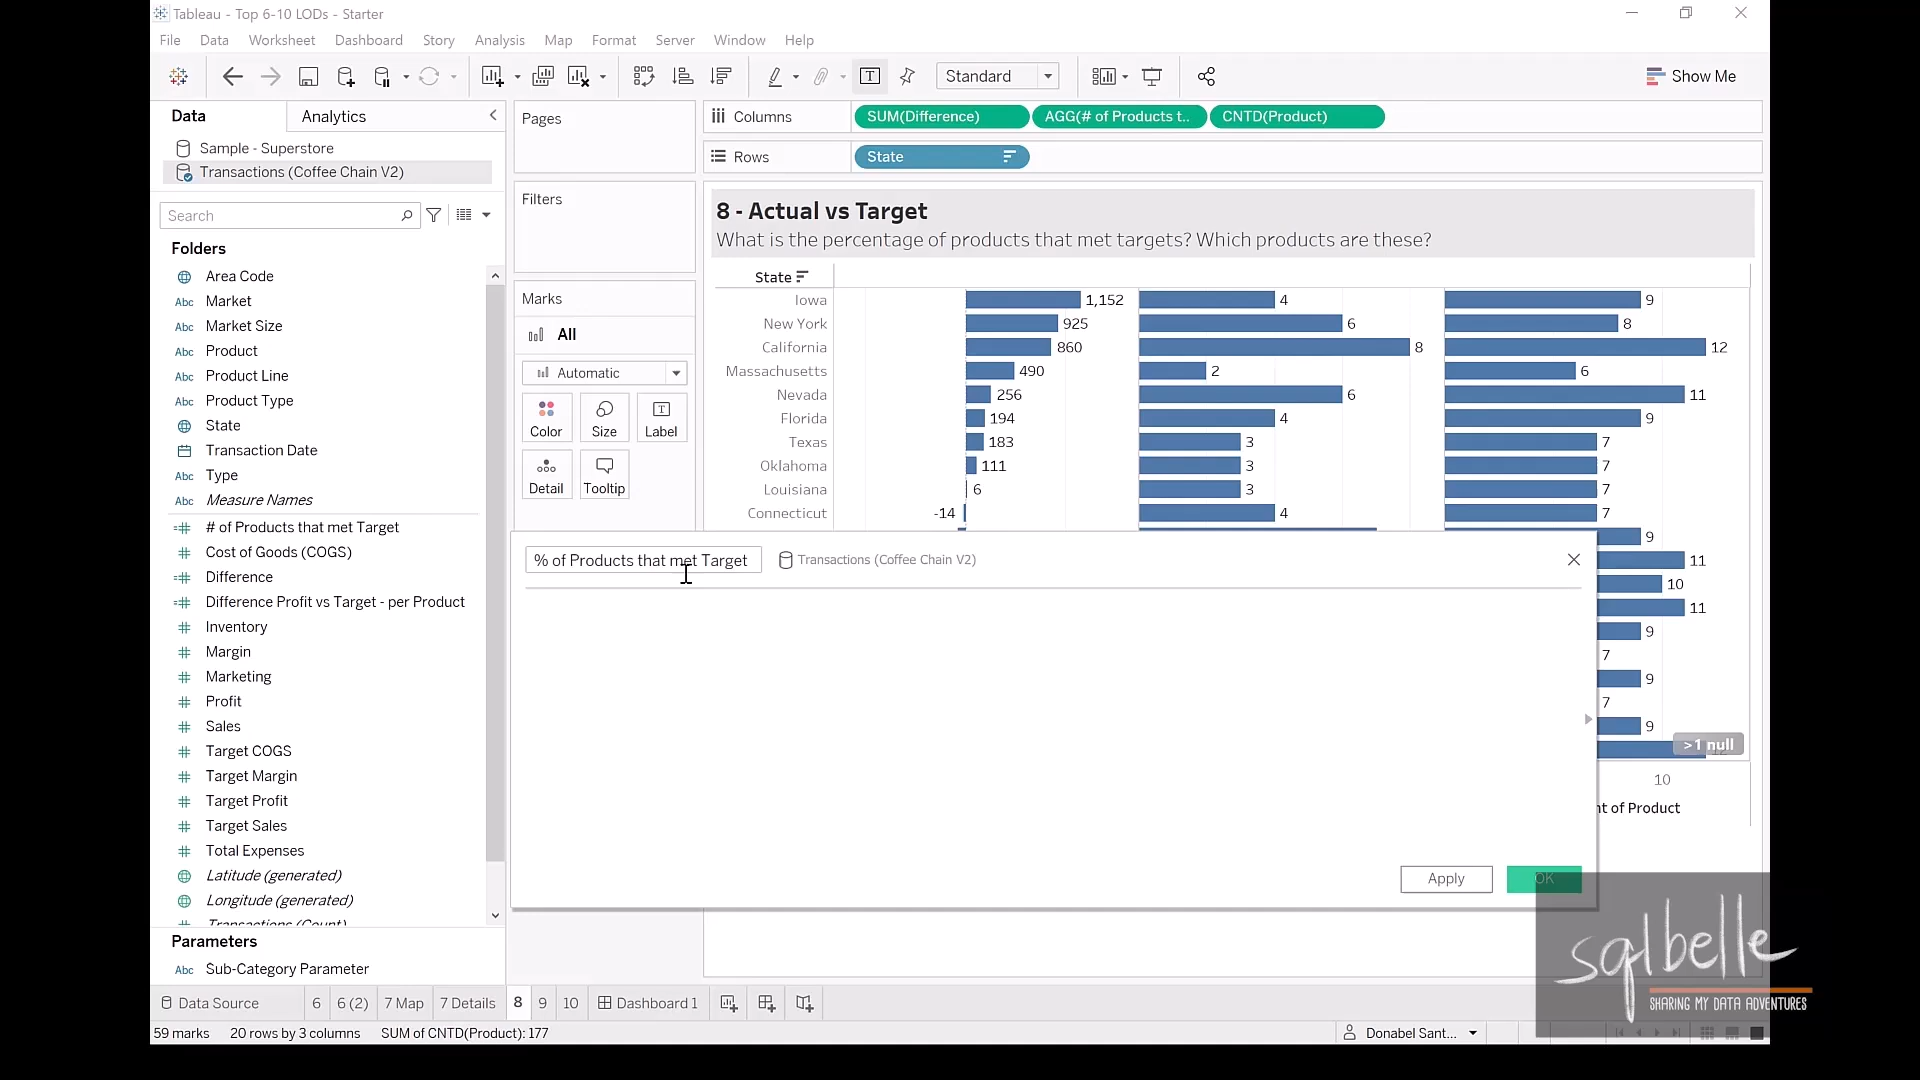 Tableau - Top 6-10 LODs - Starter
File Data Worksheet Dashboard Story Analysis Map Format Server Window Help
Standard
Show Me
Data
Analytics
Sample - Superstore
Transactions (Coffee Chain V2)
Search
Folders
Area Code
Abc Market
Abc Market Size
Abc Product
Abc Product Line
Abc Product Type
State
Transaction Date
Abc Type
Abc Measure Names
# of Products that met Target
Cost of Goods (COGS)
Difference
Difference Profit vs Target - per Product
Inventory
Margin
Marketing
Profit
Sales
Target COGS
Target Margin
Target Profit
Target Sales
Total Expenses
Latitude (generated)
Longitude (generated)
Transactions (Count)
Parameters
Abc Sub-Category Parameter
Pages
Filters
Marks
All
Automatic
Color Size Label
Detail Tooltip
Columns SUM(Difference) AGG(# of Products t.. CNTD(Product)
Rows State
8 - Actual vs Target
What is the percentage of products that met targets? Which products are these?
State
Iowa 1,152 4 9
New York 925 6 8
California 860 8 12
Massachusetts 490 2 6
Nevada 256 6 11
Florida 194 4 9
Texas 183 3 7
Oklahoma 111 3 7
Louisiana 6 3 7
Connecticut -14 4 7
9
11
10
11
9
7
9
7
9
>1 null
10
nt of Product
% of Products that met Target
Transactions (Coffee Chain V2)
Apply OK
sqlbelle
SHARING MY DATA ADVENTURES
Data Source 6 6 (2) 7 Map 7 Details 8 9 10 Dashboard 1
59 marks 20 rows by 3 columns SUM of CNTD(Product): 177
Donabel Sant...